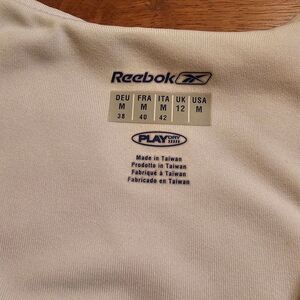 Reebok
DEU FRA ITA UK USA
M M M 12 M
38 40 42
PLAYDRY
Made in Taiwan
Prodotto in Taiwan
Fabriqué à Taiwan
Fabricado en Taiwan